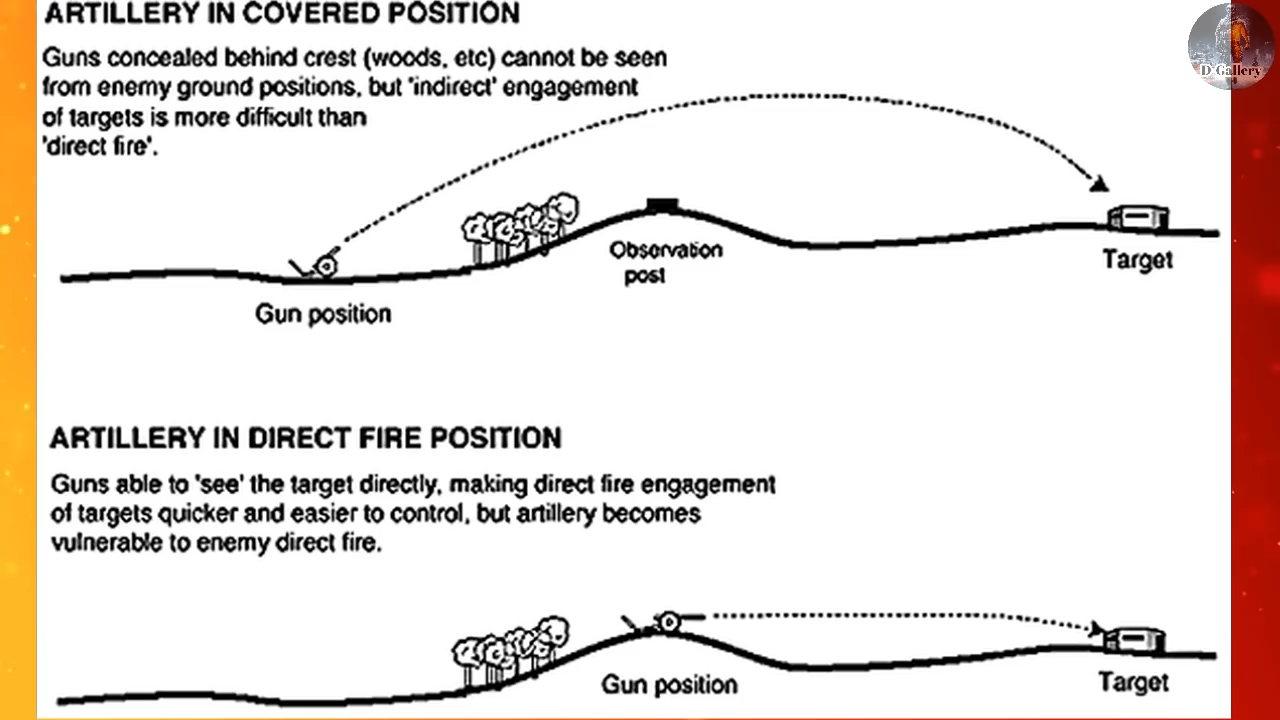 ARTILLERY IN COVERED POSITION
Guns concealed behind crest (woods, etc) cannot be seen
from enemy ground positions, but 'indirect' engagement
of targets is more difficult than
'direct fire'.
D Gallery
Observation
post
Target
Gun position
ARTILLERY IN DIRECT FIRE POSITION
Guns able to 'see' the target directly, making direct fire engagement
of targets quicker and easier to control, but artillery becomes
vulnerable to enemy direct fire.
Gun position
Target